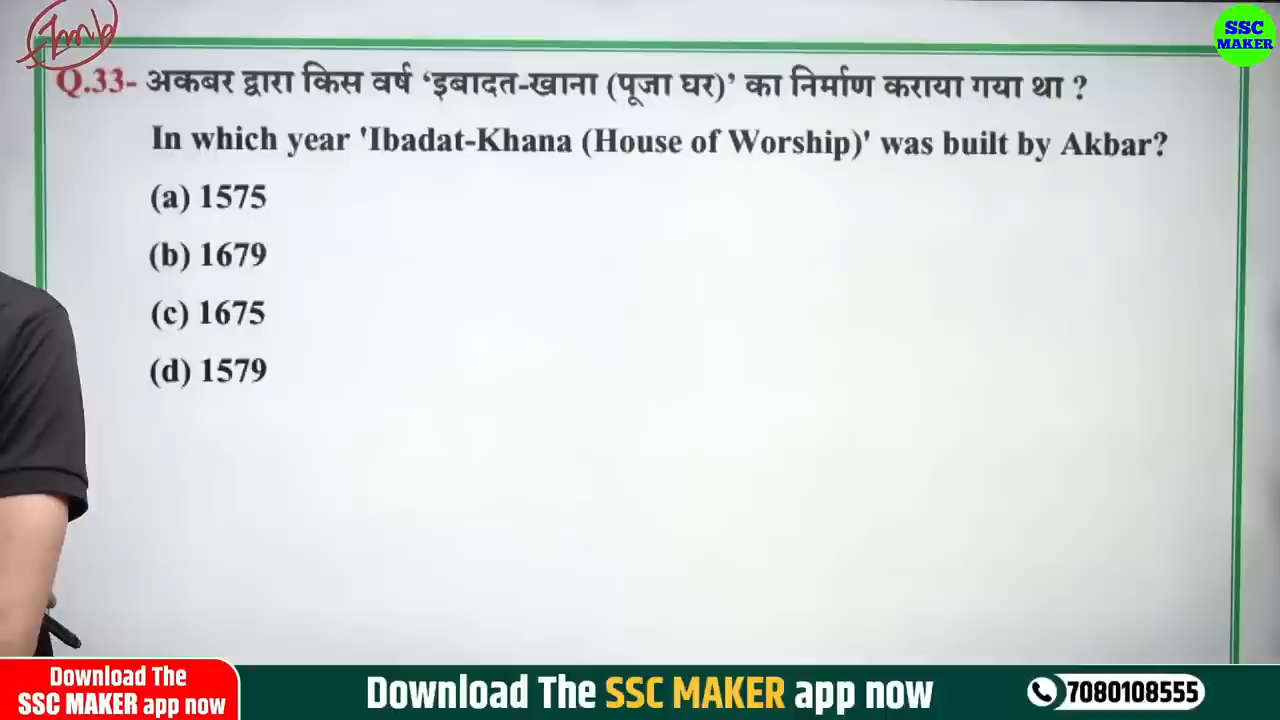 Imp
SSC
MAKER
Q.33- अकबर द्वारा किस वर्ष ‘इबादत-खाना (पूजा घर)’ का निर्माण कराया गया था ?
In which year 'Ibadat-Khana (House of Worship)' was built by Akbar?
(a) 1575
(b) 1679
(c) 1675
(d) 1579
Download The
SSC MAKER app now
Download The SSC MAKER app now
7080108555